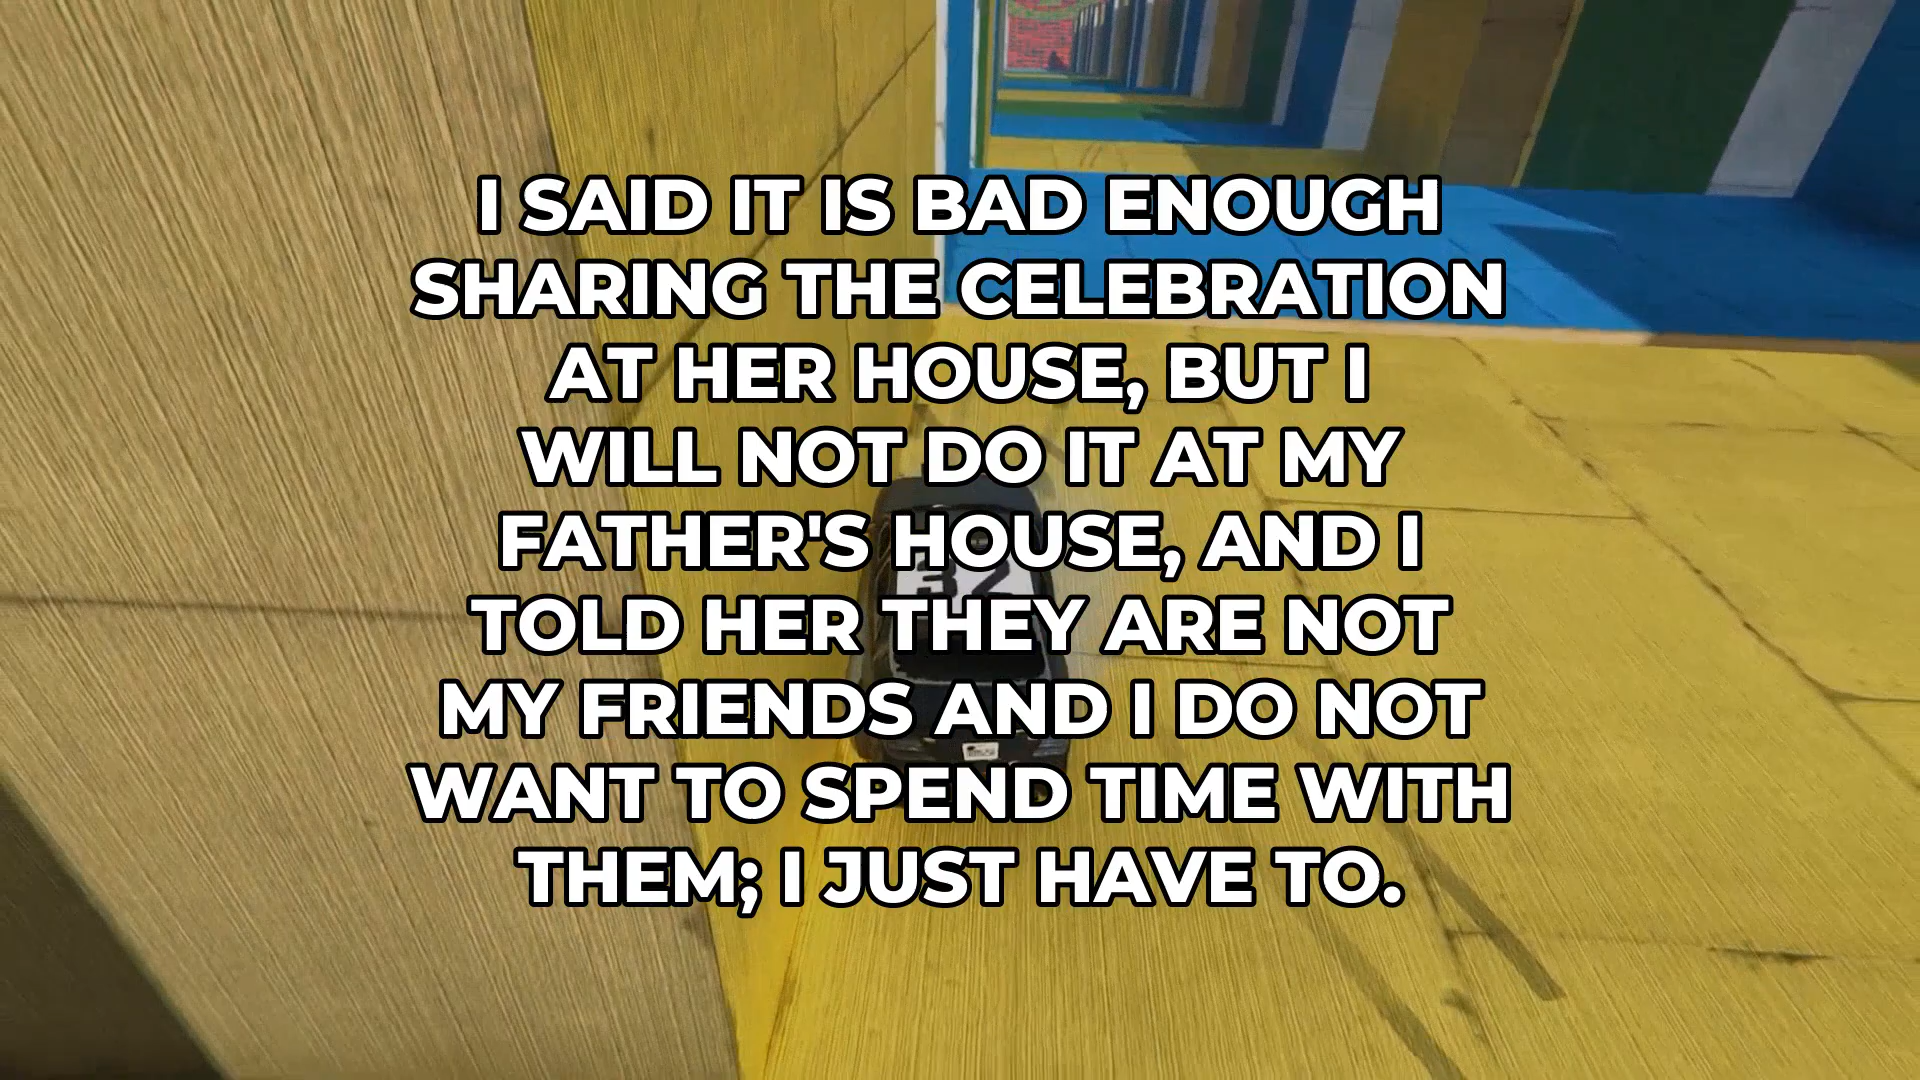 I SAID IT IS BAD ENOUGH
SHARING THE CELEBRATION
AT HER HOUSE, BUT I
WILL NOT DO IT AT MY
FATHER'S HOUSE, AND I
TOLD HER THEY ARE NOT
MY FRIENDS AND I DO NOT
WANT TO SPEND TIME WITH
THEM; I JUST HAVE TO.
32